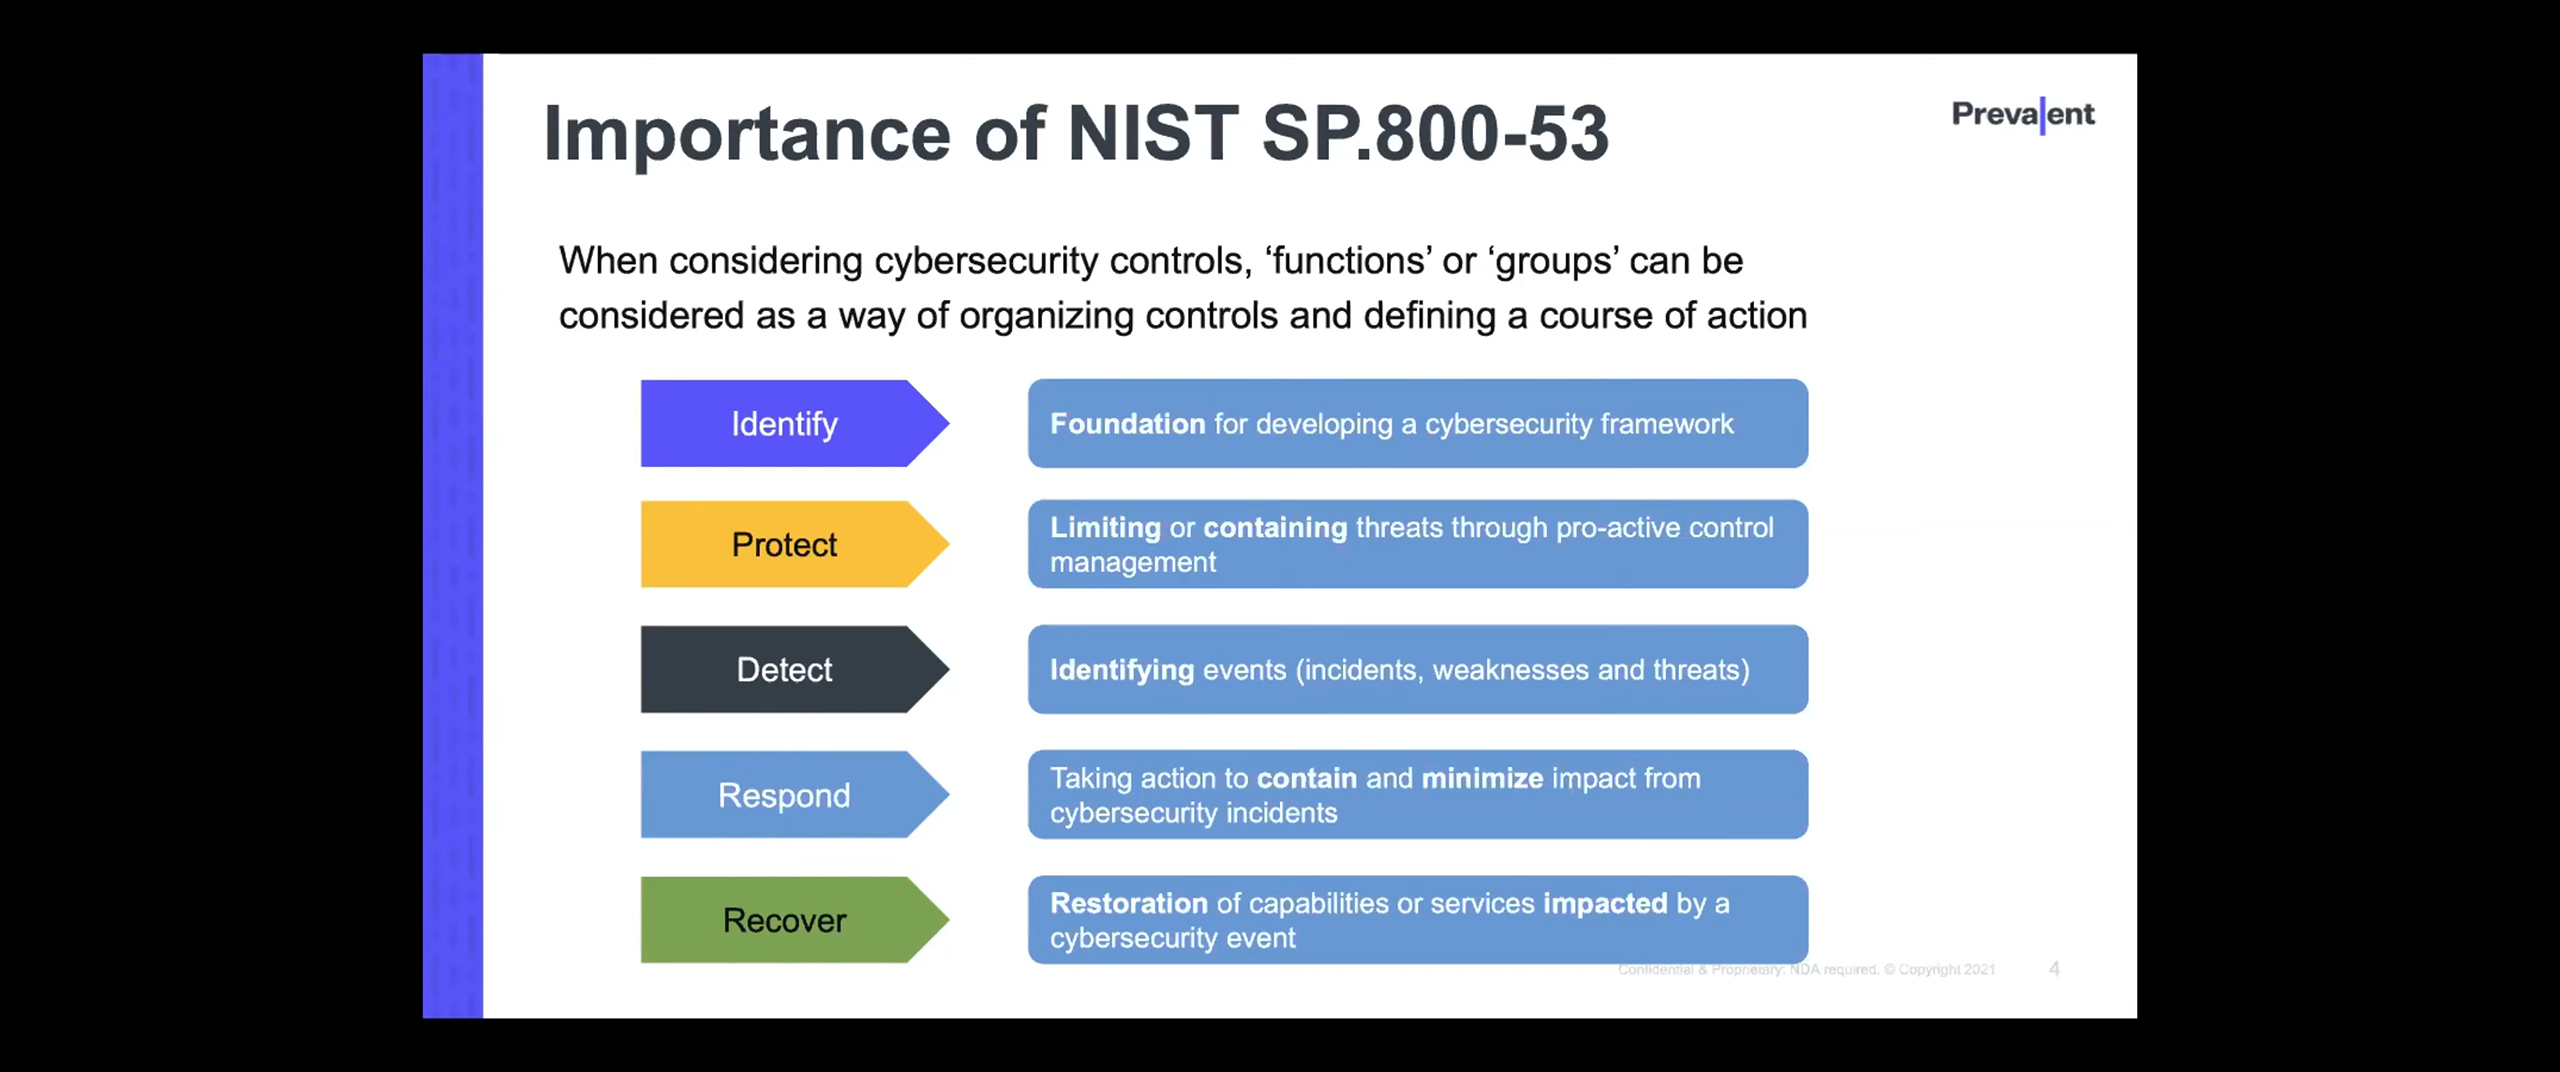 Importance of NIST SP.800-53
Prevalent
When considering cybersecurity controls, ‘functions’ or ‘groups’ can be
considered as a way of organizing controls and defining a course of action
Identify
Foundation for developing a cybersecurity framework
Protect
Limiting or containing threats through pro-active control
management
Detect
Identifying events (incidents, weaknesses and threats)
Respond
Taking action to contain and minimize impact from
cybersecurity incidents
Recover
Restoration of capabilities or services impacted by a
cybersecurity event
Confidential & Proprietary: NDA required. © Copyright 2021
4